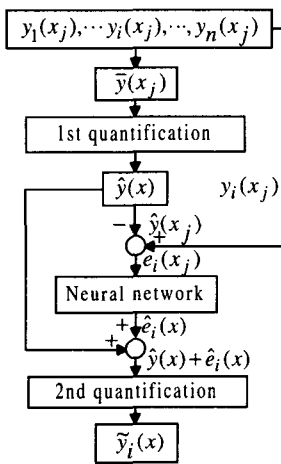 y₁(xⱼ),⋯yᵢ(xⱼ),⋯,yₙ(xⱼ)
ȳ(xⱼ)
1st quantification
ŷ(x)
yᵢ(xⱼ)
− ŷ(xⱼ)
+
eᵢ(xⱼ)
Neural network
+ êᵢ(x)
+
ŷ(x)+êᵢ(x)
2nd quantification
ỹᵢ(x)